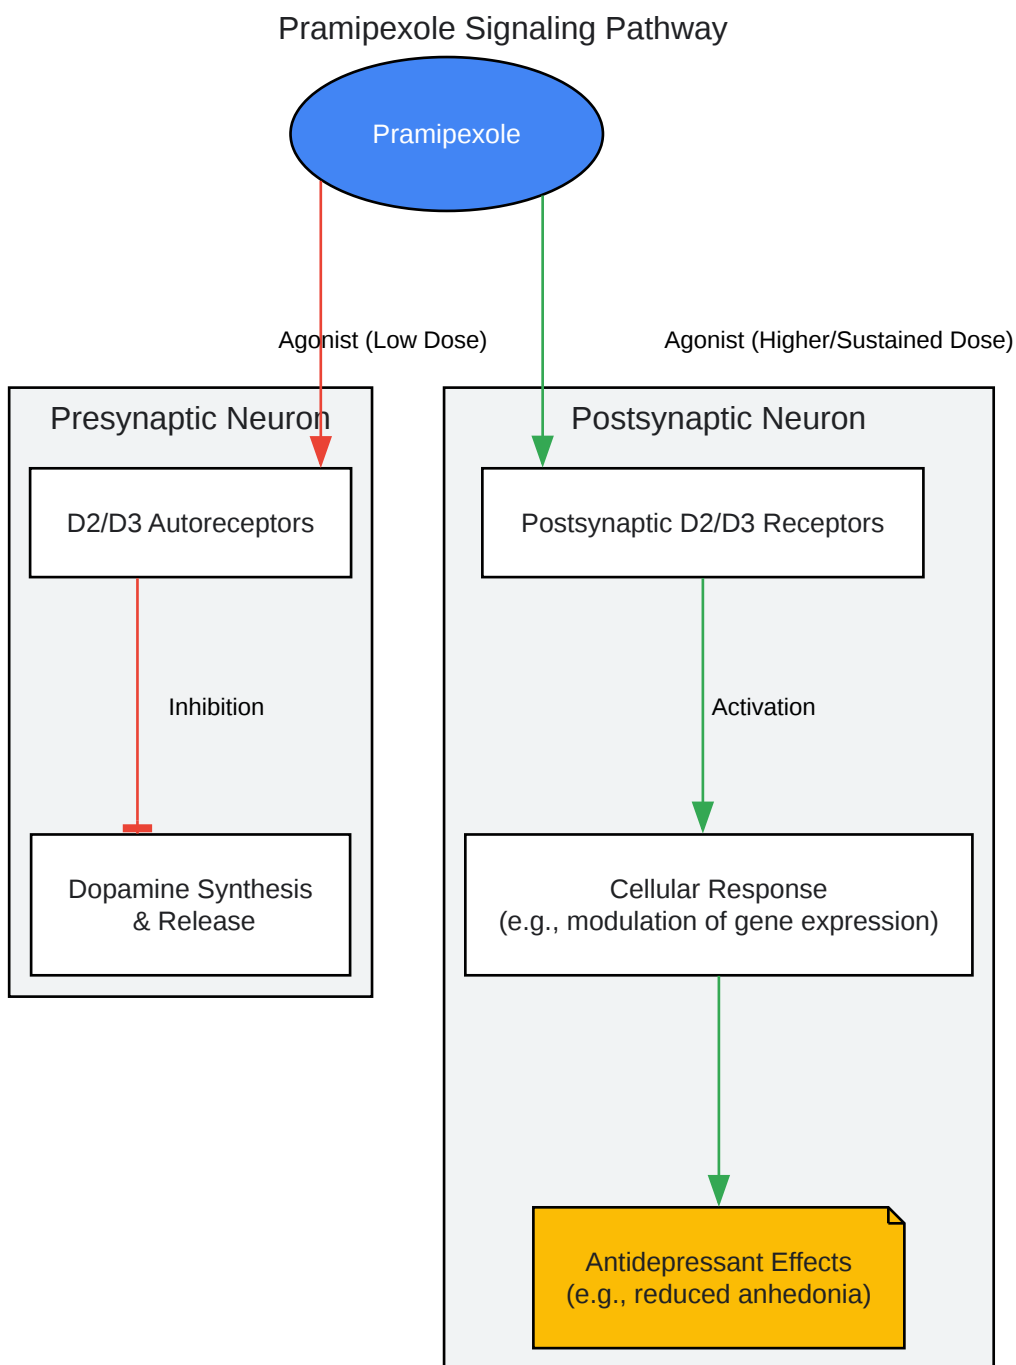 Pramipexole Signaling Pathway
Pramipexole
Agonist (Low Dose)
Agonist (Higher/Sustained Dose)
Presynaptic Neuron
Postsynaptic Neuron
D2/D3 Autoreceptors
Postsynaptic D2/D3 Receptors
Inhibition
Activation
Dopamine Synthesis
& Release
Cellular Response
(e.g., modulation of gene expression)
Antidepressant Effects
(e.g., reduced anhedonia)